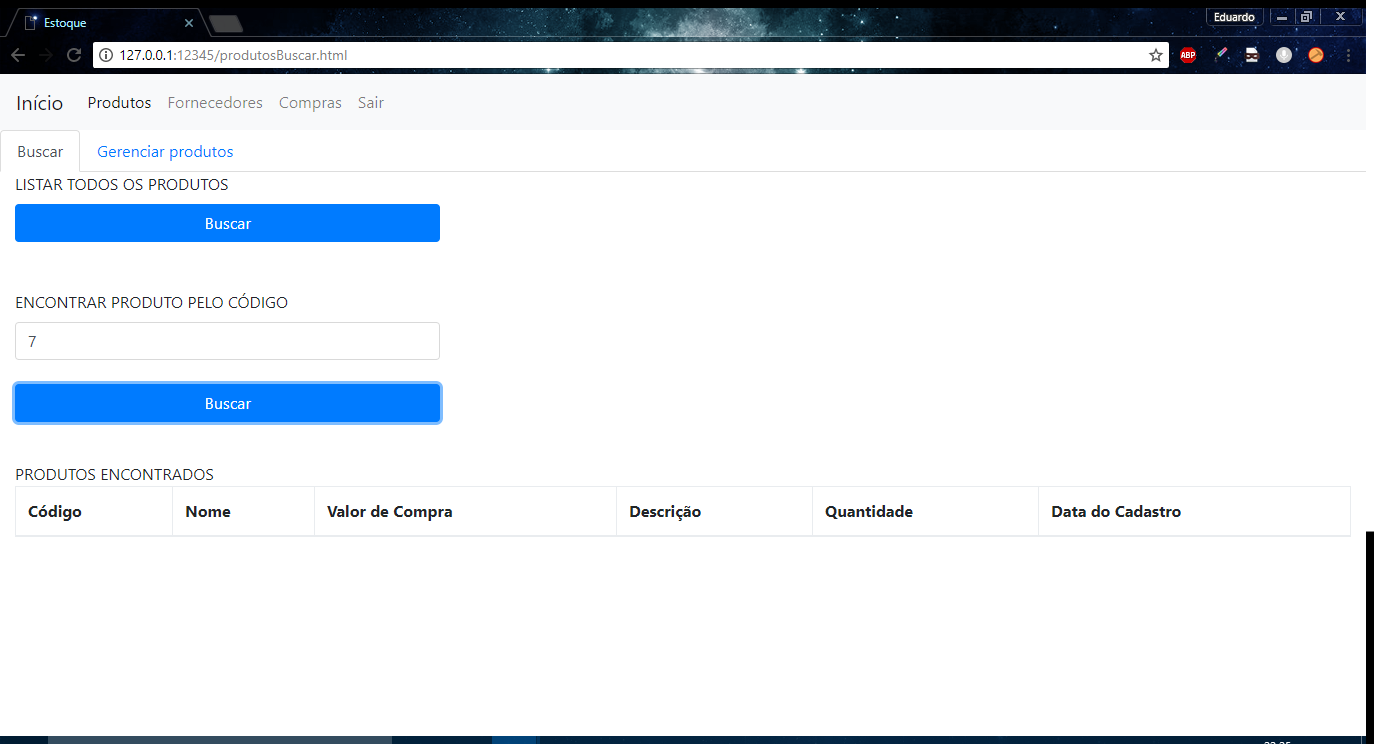 Estoque
Eduardo
127.0.0.1:12345/produtosBuscar.html
ABP
Início Produtos Fornecedores Compras Sair
Buscar Gerenciar produtos
LISTAR TODOS OS PRODUTOS
Buscar
ENCONTRAR PRODUTO PELO CÓDIGO
7
Buscar
PRODUTOS ENCONTRADOS
Código Nome Valor de Compra Descrição Quantidade Data do Cadastro